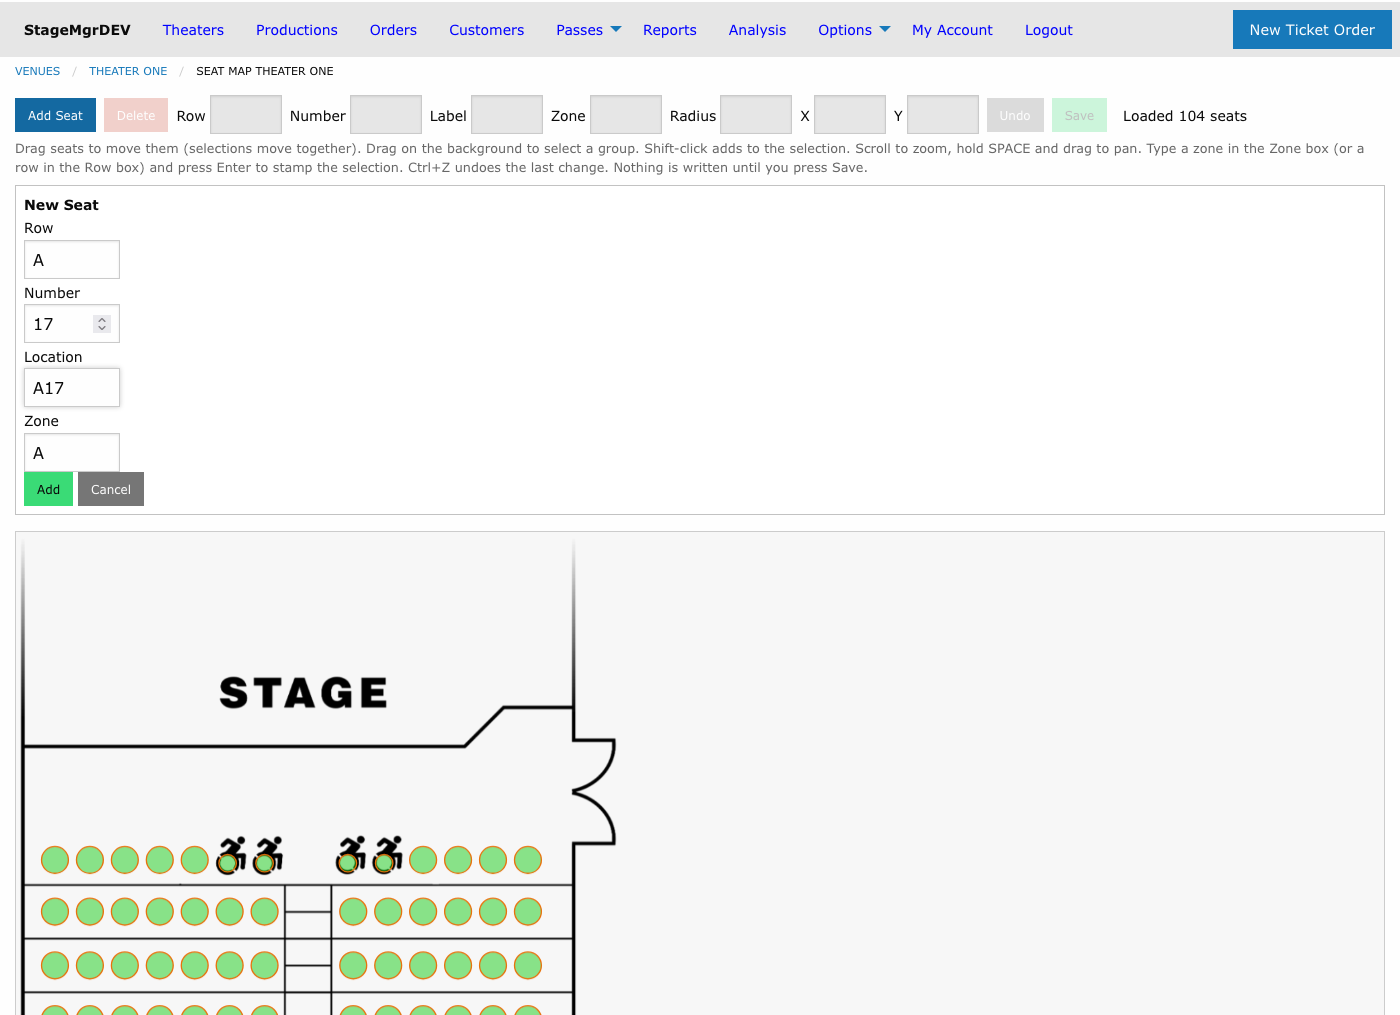 StageMgrDEV Theaters Productions Orders Customers Passes Reports Analysis Options My Account Logout New Ticket Order
VENUES / THEATER ONE / SEAT MAP THEATER ONE
Add Seat Delete Row Number Label Zone Radius X Y Undo Save Loaded 104 seats
Drag seats to move them (selections move together). Drag on the background to select a group. Shift-click adds to the selection. Scroll to zoom, hold SPACE and drag to pan. Type a zone in the Zone box (or a
row in the Row box) and press Enter to stamp the selection. Ctrl+Z undoes the last change. Nothing is written until you press Save.
New Seat
Row
A
Number
17
Location
A17
Zone
A
Add Cancel
STAGE